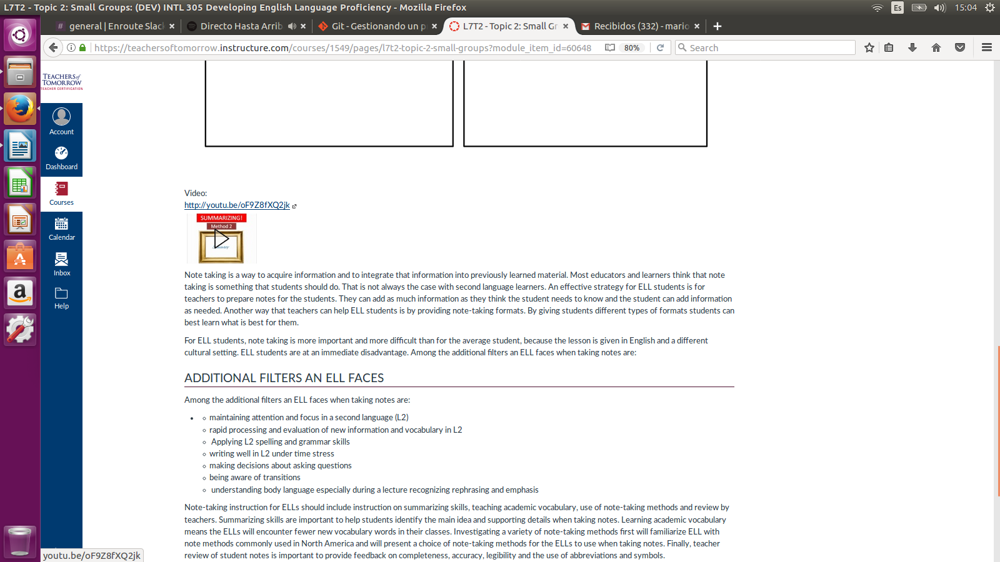 L7T2 - Topic 2: Small Groups: (DEV) INTL 305 Developing English Language Proficiency - Mozilla Firefox
Es
15:04
# general | Enroute Slack
Directo Hasta Arrib
Git - Gestionando un p
L7T2 - Topic 2: Small Gr
Recibidos (332) - mario
https://teachersoftomorrow.instructure.com/courses/1549/pages/l7t2-topic-2-small-groups?module_item_id=60648
80%
Search
TEACHERS of
TOMORROW
TEACHER CERTIFICATION
Account
Dashboard
Courses
Calendar
Inbox
Help
Video:
http://youtu.be/oF9Z8fXQ2jk
SUMMARIZING!
Method 2
Summary
Note taking is a way to acquire information and to integrate that information into previously learned material. Most educators and learners think that note
taking is something that students should do. That is not always the case with second language learners. An effective strategy for ELL students is for
teachers to prepare notes for the students. They can add as much information as they think the student needs to know and the student can add information
as needed. Another way that teachers can help ELL students is by providing note-taking formats. By giving students different types of formats students can
best learn what is best for them.
For ELL students, note taking is more important and more difficult than for the average student, because the lesson is given in English and a different
cultural setting. ELL students are at an immediate disadvantage. Among the additional filters an ELL faces when taking notes are:
ADDITIONAL FILTERS AN ELL FACES
Among the additional filters an ELL faces when taking notes are:
maintaining attention and focus in a second language (L2)
rapid processing and evaluation of new information and vocabulary in L2
Applying L2 spelling and grammar skills
writing well in L2 under time stress
making decisions about asking questions
being aware of transitions
understanding body language especially during a lecture recognizing rephrasing and emphasis
Note-taking instruction for ELLs should include instruction on summarizing skills, teaching academic vocabulary, use of note-taking methods and review by
teachers. Summarizing skills are important to help students identify the main idea and supporting details when taking notes. Learning academic vocabulary
means the ELLs will encounter fewer new vocabulary words in their classes. Investigating a variety of note-taking methods first will familiarize ELL with
note methods commonly used in North America and will present a choice of note-taking methods for the ELLs to use when taking notes. Finally, teacher
review of student notes is important to provide feedback on completeness, accuracy, legibility and the use of abbreviations and symbols.
youtu.be/oF9Z8fXQ2jk